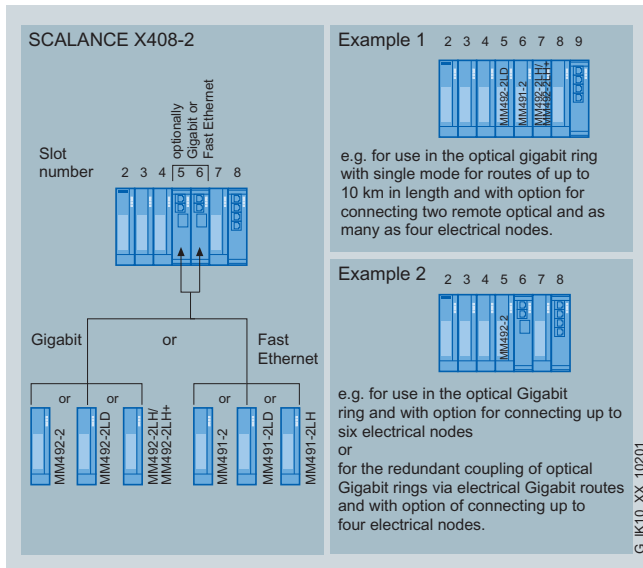 SCALANCE X408-2
optionally
Gigabit or
Fast Ethernet
Slot
number
2 3 4 5 6 7 8
Gigabit
or
Fast
Ethernet
or or
or or
MM492-2
MM492-2LD
MM492-2LH/
MM492-2LH+
MM491-2
MM491-2LD
MM491-2LH
Example 1
2 3 4 5 6 7 8 9
MM492-2LD
MM491-2
MM492-2LH/
MM492-2LH+
e.g. for use in the optical gigabit ring
with single mode for routes of up to
10 km in length and with option for
connecting two remote optical and as
many as four electrical nodes.
Example 2
2 3 4 5 6 7 8
MM492-2
e.g. for use in the optical Gigabit
ring and with option for connecting up to
six electrical nodes
or
for the redundant coupling of optical
Gigabit rings via electrical Gigabit routes
and with option of connecting up to
four electrical nodes.
G_IK10_XX_10201